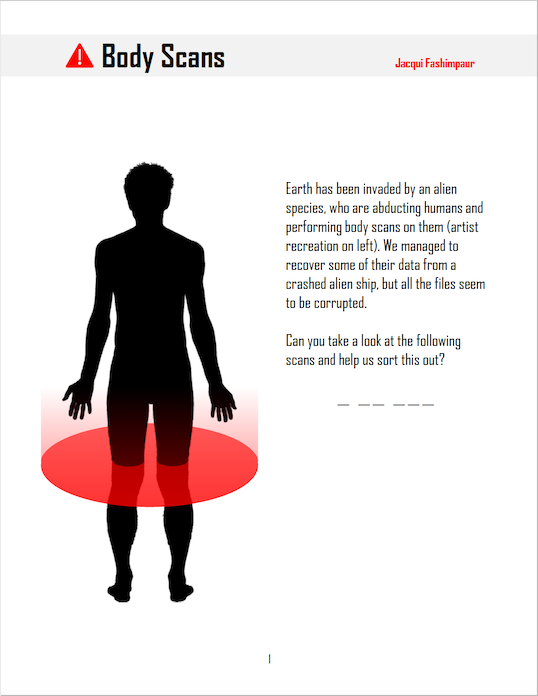 Body Scans
Jacqui Fashimpaur
Earth has been invaded by an alien
species, who are abducting humans and
performing body scans on them (artist
recreation on left). We managed to
recover some of their data from a
crashed alien ship, but all the files seem
to be corrupted.
Can you take a look at the following
scans and help us sort this out?
_ _ _ _ _ _
1